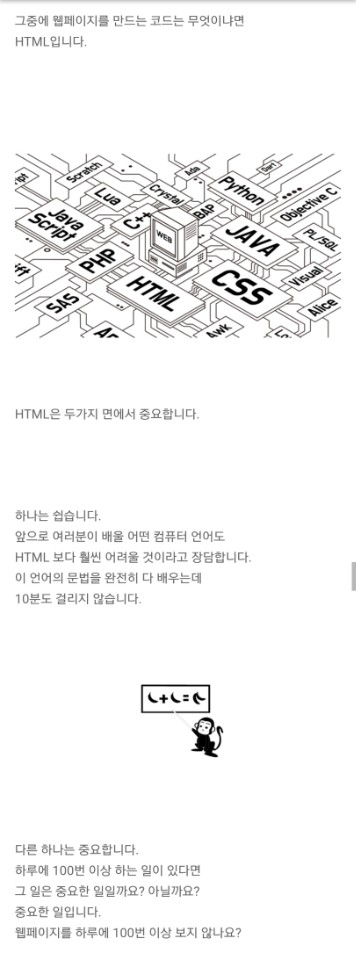 그중에 웹페이지를 만드는 코드는 무엇이냐면
HTML입니다.
Scratch
Ada
Dart
Lua
Crystal
Python
Objective C
Java
Script
C++
WEB
JAVA
PL/SQL
PHP
HTML
CSS
Visual
SAS
Alice
Awk
HTML은 두가지 면에서 중요합니다.
하나는 쉽습니다.
앞으로 여러분이 배울 어떤 컴퓨터 언어도
HTML 보다 훨씬 어려울 것이라고 장담합니다.
이 언어의 문법을 완전히 다 배우는데
10분도 걸리지 않습니다.
다른 하나는 중요합니다.
하루에 100번 이상 하는 일이 있다면
그 일은 중요한 일일까요? 아닐까요?
중요한 일입니다.
웹페이지를 하루에 100번 이상 보지 않나요?